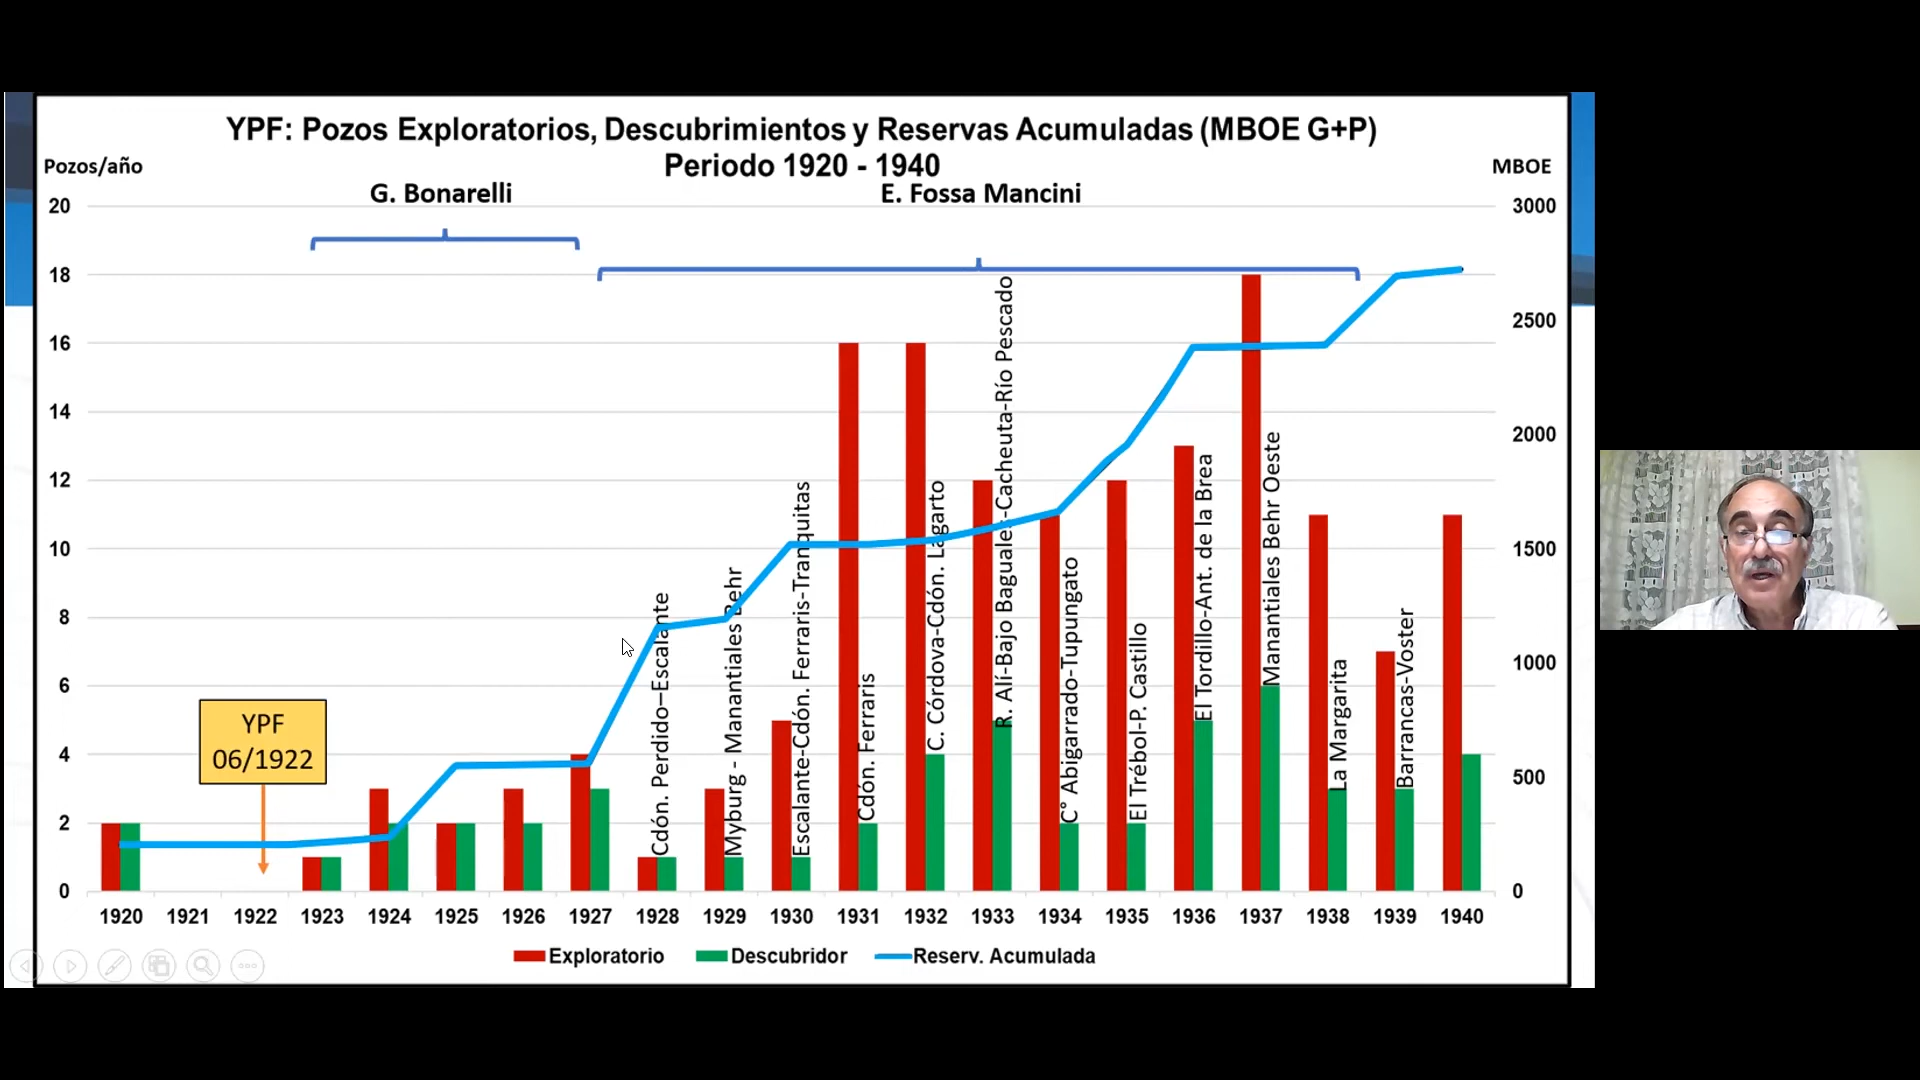 YPF: Pozos Exploratorios, Descubrimientos y Reservas Acumuladas (MBOE G+P)
Periodo 1920 - 1940
Pozos/año
MBOE
G. Bonarelli
E. Fossa Mancini
20
18
16
14
12
10
8
6
4
2
0
3000
2500
2000
1500
1000
500
0
YPF
06/1922
Cdón. Perdido–Escalante
Myburg - Manantiales Behr
Escalante-Cdón. Ferraris-Tranquitas
Cdón. Ferraris
C. Córdova-Cdón. Lagarto
R. Alí-Bajo Baguales-Cacheuta-Río Pescado
C° Abigarrado-Tupungato
El Trébol-P. Castillo
El Tordillo-Ant. de la Brea
Manantiales Behr Oeste
La Margarita
Barrancas-Voster
1920 1921 1922 1923 1924 1925 1926 1927 1928 1929 1930 1931 1932 1933 1934 1935 1936 1937 1938 1939 1940
Exploratorio Descubridor Reserv. Acumulada